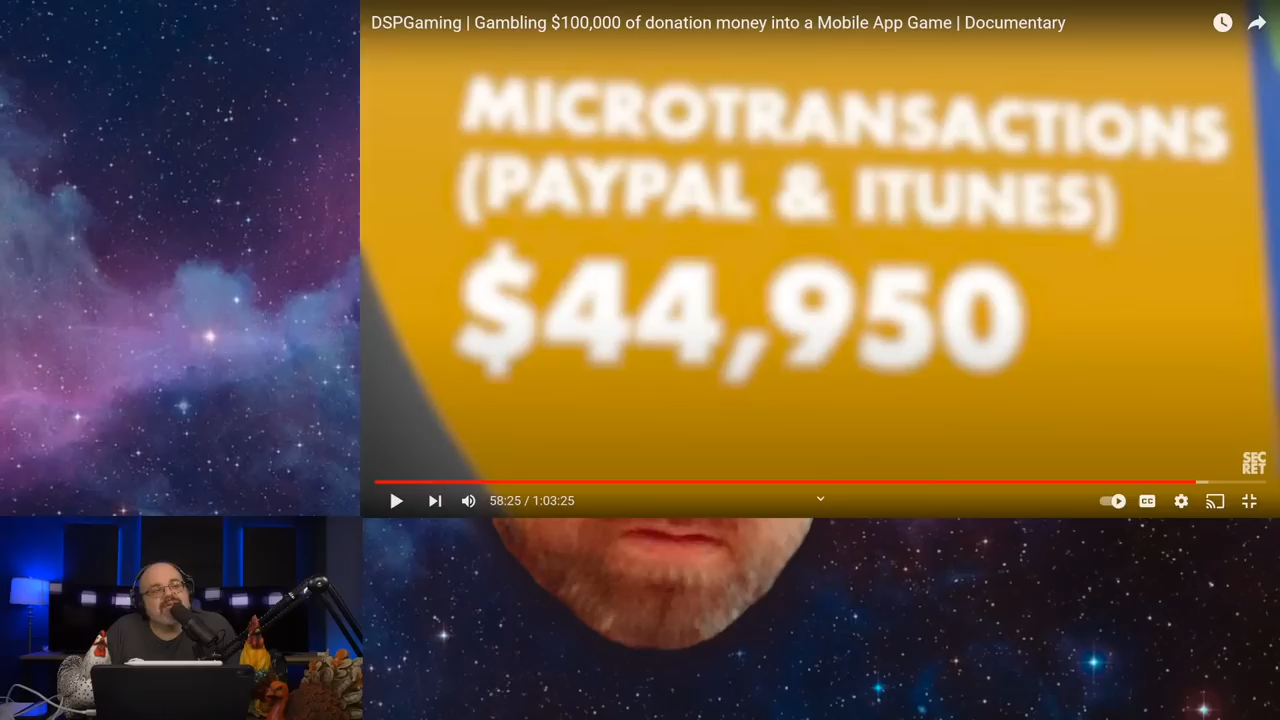 DSPGaming | Gambling $100,000 of donation money into a Mobile App Game | Documentary
MICROTRANSACTIONS
(PAYPAL & ITUNES)
$44,950
SEC
RET
58:25 / 1:03:25
CC